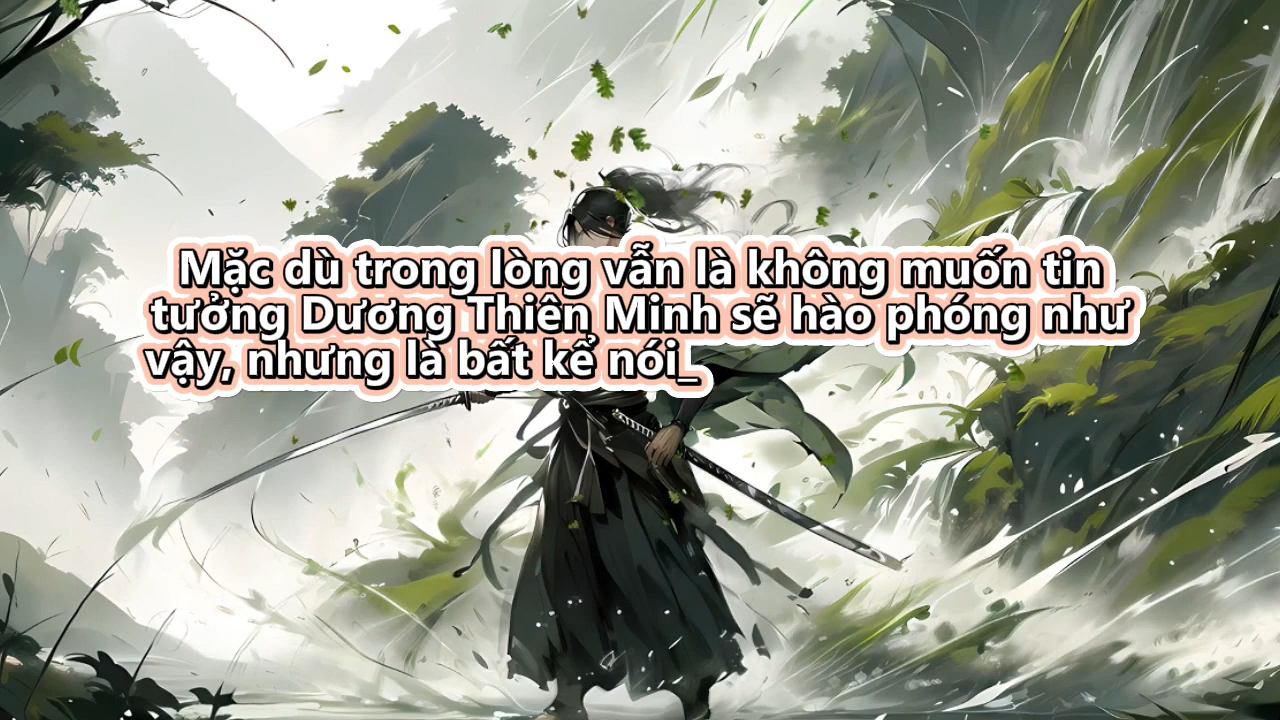 Mặc dù trong lòng vẫn là không muốn tin
tưởng Dương Thiên Minh sẽ hào phóng như
vậy, nhưng là bất kể nói_